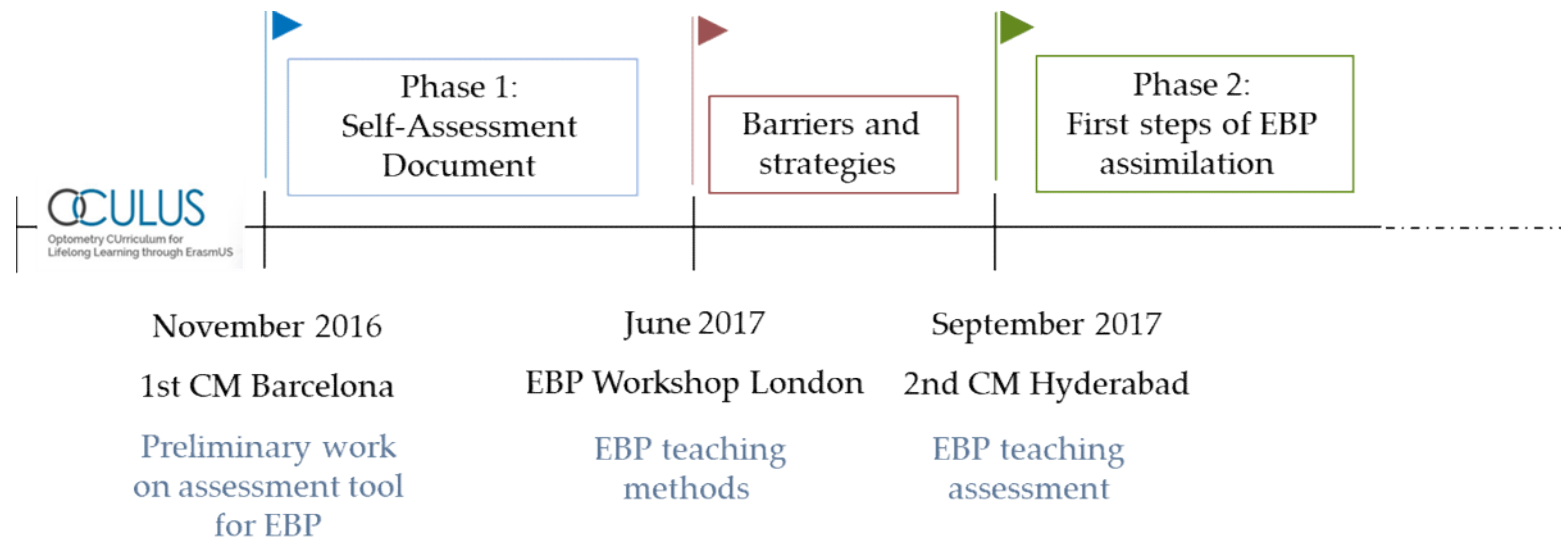 Phase 1:
Self-Assessment
Document
Barriers and
strategies
Phase 2:
First steps of EBP
assimilation
OCULUS
Optometry CUrriculum for
Lifelong Learning through ErasmUS
November 2016
1st CM Barcelona
Preliminary work
on assessment tool
for EBP
June 2017
EBP Workshop London
EBP teaching
methods
September 2017
2nd CM Hyderabad
EBP teaching
assessment